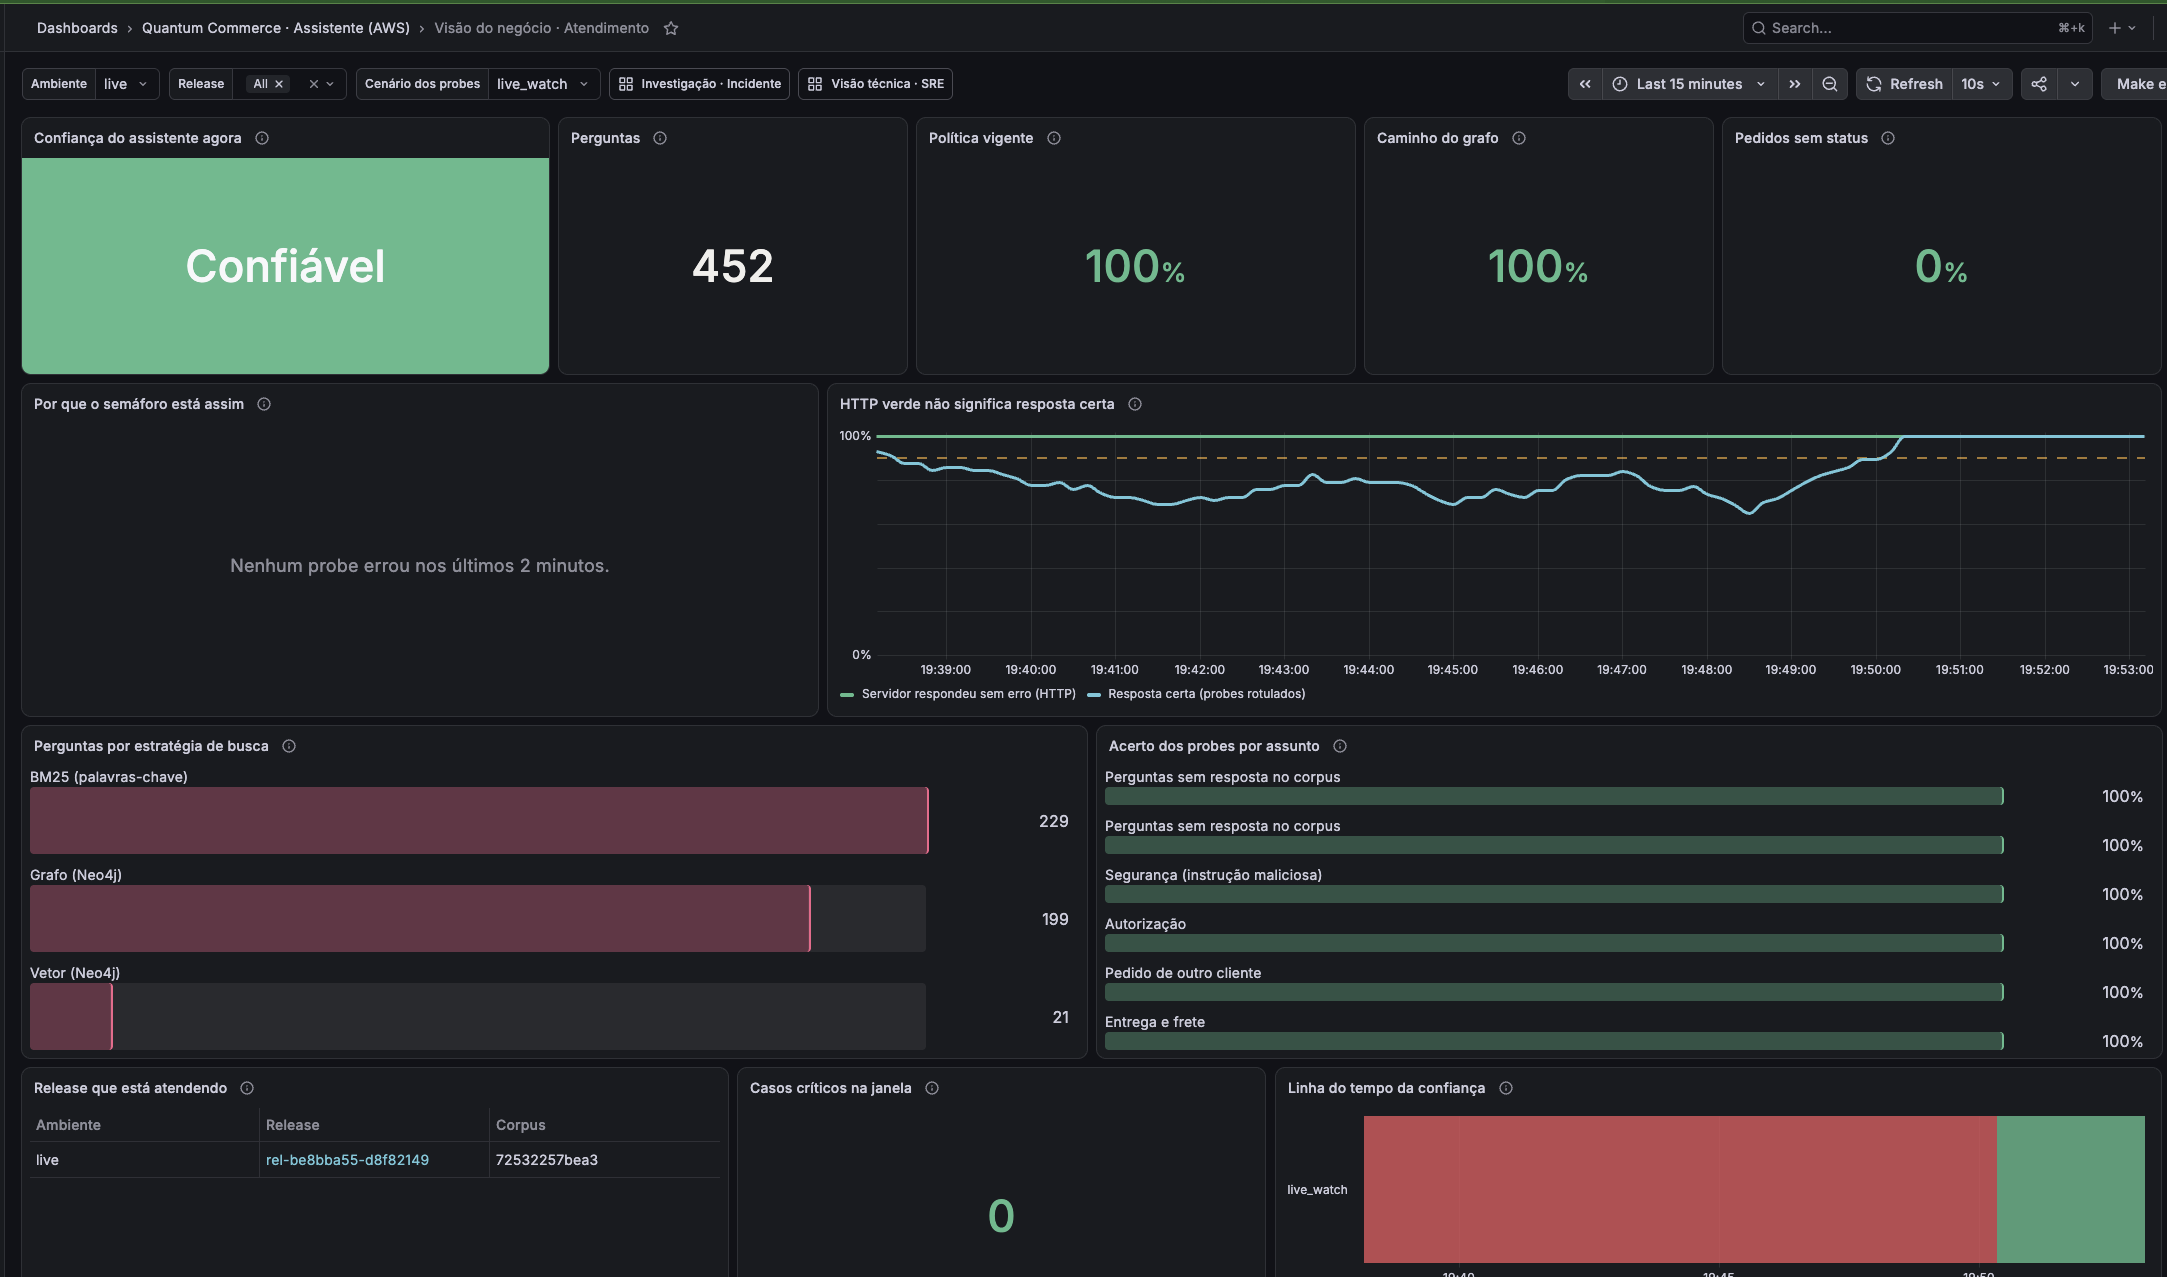 Dashboards › Quantum Commerce · Assistente (AWS) › Visão do negócio · Atendimento
Search... ⌘+k
Ambiente live
Release All
Cenário dos probes live_watch
Investigação · Incidente
Visão técnica · SRE
Last 15 minutes
Refresh 10s
Make e
Confiança do assistente agora
Confiável
Perguntas
452
Política vigente
100%
Caminho do grafo
100%
Pedidos sem status
0%
Por que o semáforo está assim
Nenhum probe errou nos últimos 2 minutos.
HTTP verde não significa resposta certa
100%
0%
19:39:00 19:40:00 19:41:00 19:42:00 19:43:00 19:44:00 19:45:00 19:46:00 19:47:00 19:48:00 19:49:00 19:50:00 19:51:00 19:52:00 19:53:00
Servidor respondeu sem erro (HTTP) Resposta certa (probes rotulados)
Perguntas por estratégia de busca
BM25 (palavras-chave)
229
Grafo (Neo4j)
199
Vetor (Neo4j)
21
Acerto dos probes por assunto
Perguntas sem resposta no corpus
100%
Perguntas sem resposta no corpus
100%
Segurança (instrução maliciosa)
100%
Autorização
100%
Pedido de outro cliente
100%
Entrega e frete
100%
Release que está atendendo
Ambiente Release Corpus
live rel-be8bba55-d8f82149 72532257bea3
Casos críticos na janela
0
Linha do tempo da confiança
live_watch
19:40 19:45 19:50